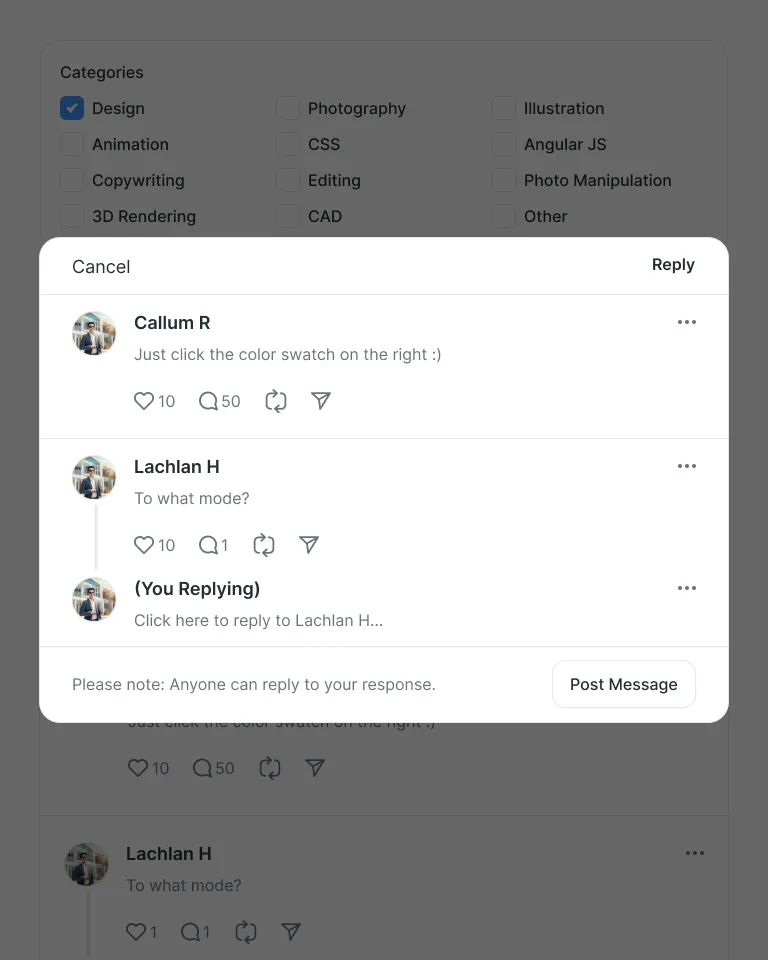 Categories
Design Photography Illustration
Animation CSS Angular JS
Copywriting Editing Photo Manipulation
3D Rendering CAD Other
Cancel Reply
Callum R
Just click the color swatch on the right :)
10 50
Lachlan H
To what mode?
10 1
(You Replying)
Click here to reply to Lachlan H...
Please note: Anyone can reply to your response. Post Message
Just click the color swatch on the right :)
10 50
Lachlan H
To what mode?
1 1